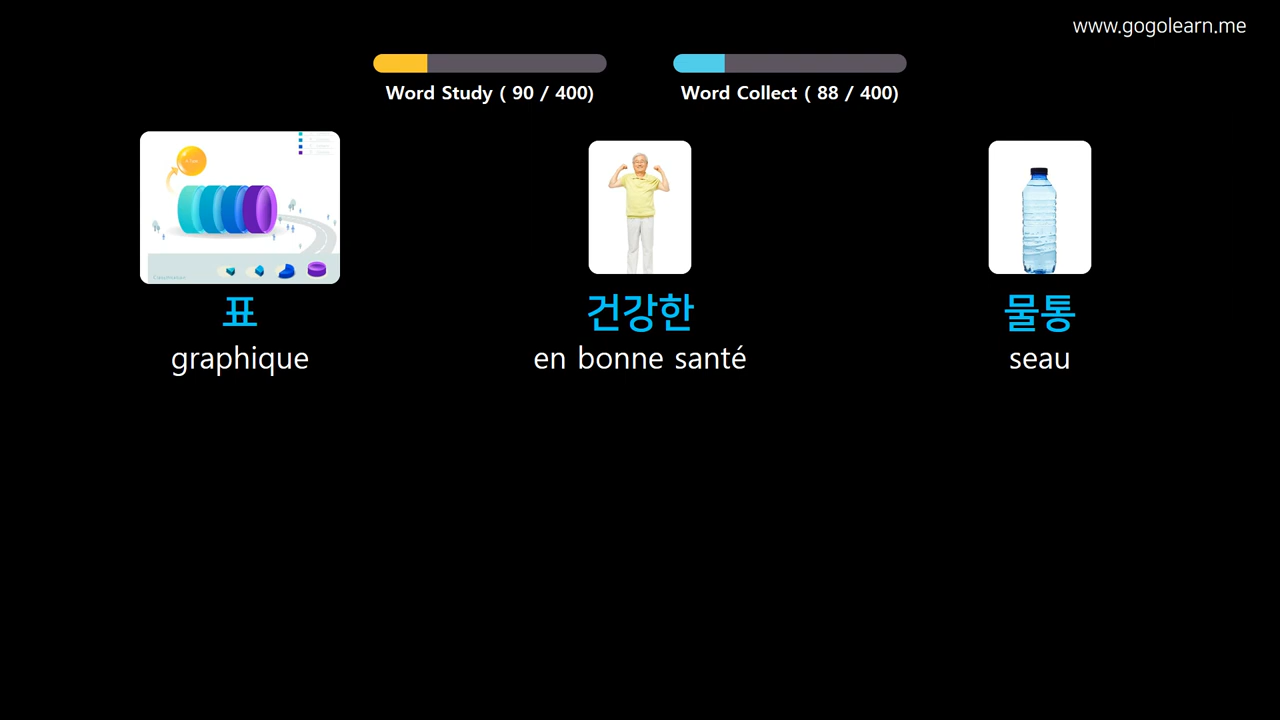 www.gogolearn.me
Word Study ( 90 / 400)
Word Collect ( 88 / 400)
표
graphique
건강한
en bonne santé
물통
seau